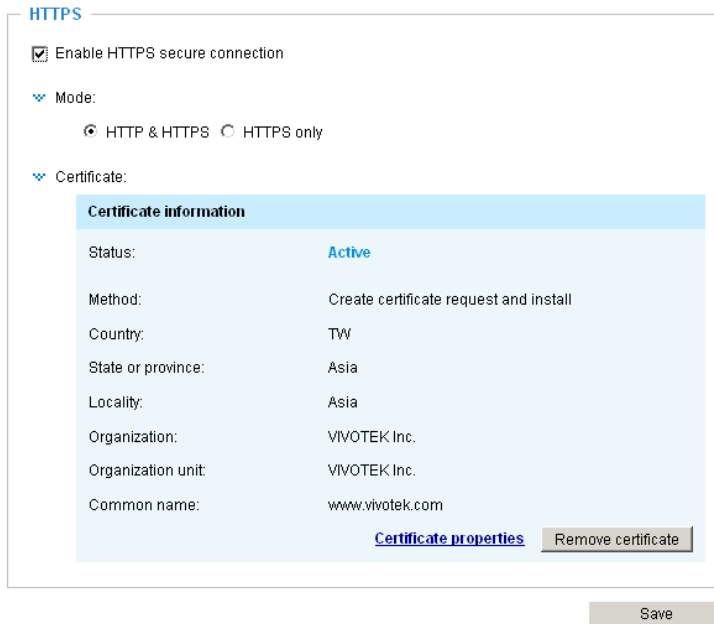 HTTPS
Enable HTTPS secure connection
Mode:
HTTP & HTTPS HTTPS only
Certificate:
Certificate information
Status: Active
Method: Create certificate request and install
Country: TW
State or province: Asia
Locality: Asia
Organization: VIVOTEK Inc.
Organization unit: VIVOTEK Inc.
Common name: www.vivotek.com
Certificate properties Remove certificate
Save